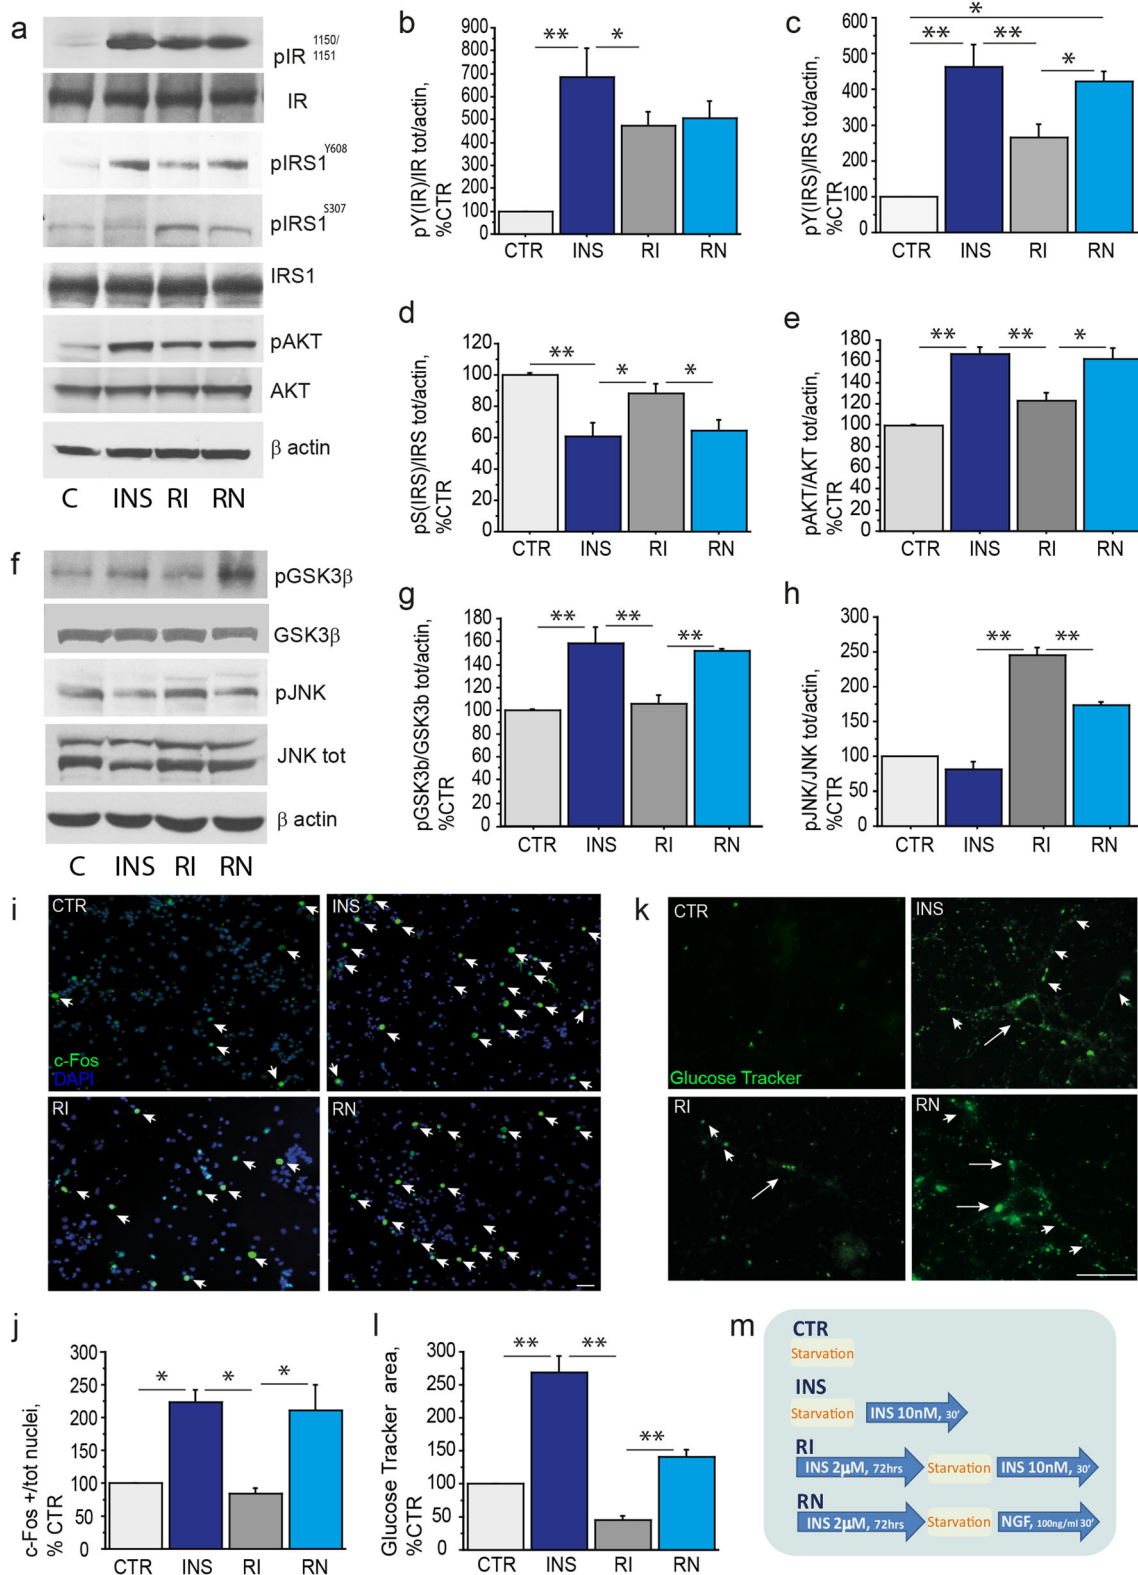 a
pIR 1150/
1151
IR
pIRS1 Y608
pIRS1 S307
IRS1
pAKT
AKT
β actin
C INS RI RN
b
pY(IR)/IR tot/actin,
%CTR
900
800
700
600
500
400
300
200
100
0
** *
CTR INS RI RN
c
pY(IRS)/IRS tot/actin,
%CTR
600
500
400
300
200
100
0
*
** **
*
CTR INS RI RN
d
pS(IRS)/IRS tot/actin,
%CTR
120
100
80
60
40
20
0
** * *
CTR INS RI RN
e
pAKT/AKT tot/actin,
%CTR
180
160
140
120
100
80
60
40
20
0
** ** *
CTR INS RI RN
f
pGSK3β
GSK3β
pJNK
JNK tot
β actin
C INS RI RN
g
pGSK3b/GSK3b tot/actin,
%CTR
180
160
140
120
100
80
60
40
20
0
** ** **
CTR INS RI RN
h
pJNK/JNK tot/actin,
%CTR
300
250
200
150
100
50
0
** **
CTR INS RI RN
i
CTR
c-Fos
DAPI
INS
RI
RN
k
CTR
Glucose Tracker
INS
RI
RN
j
c-Fos +/tot nuclei,
% CTR
300
250
200
150
100
50
0
* * *
CTR INS RI RN
l
Glucose Tracker area,
%CTR
300
250
200
150
100
50
0
** ** **
CTR INS RI RN
m
CTR
Starvation
INS
Starvation INS 10nM, 30’
RI
INS 2µM, 72hrs Starvation INS 10nM, 30’
RN
INS 2µM, 72hrs Starvation NGF, 100ng/ml 30’